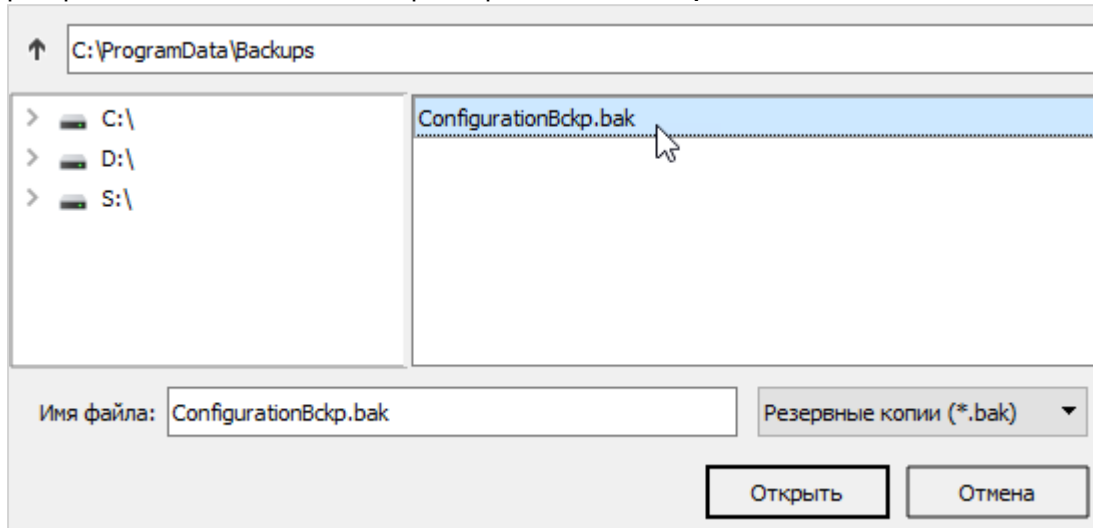 C:\ProgramData\Backups
C:\
ConfigurationBckp.bak
D:\
S:\
Имя файла: ConfigurationBckp.bak
Резервные копии (*.bak)
Открыть
Отмена